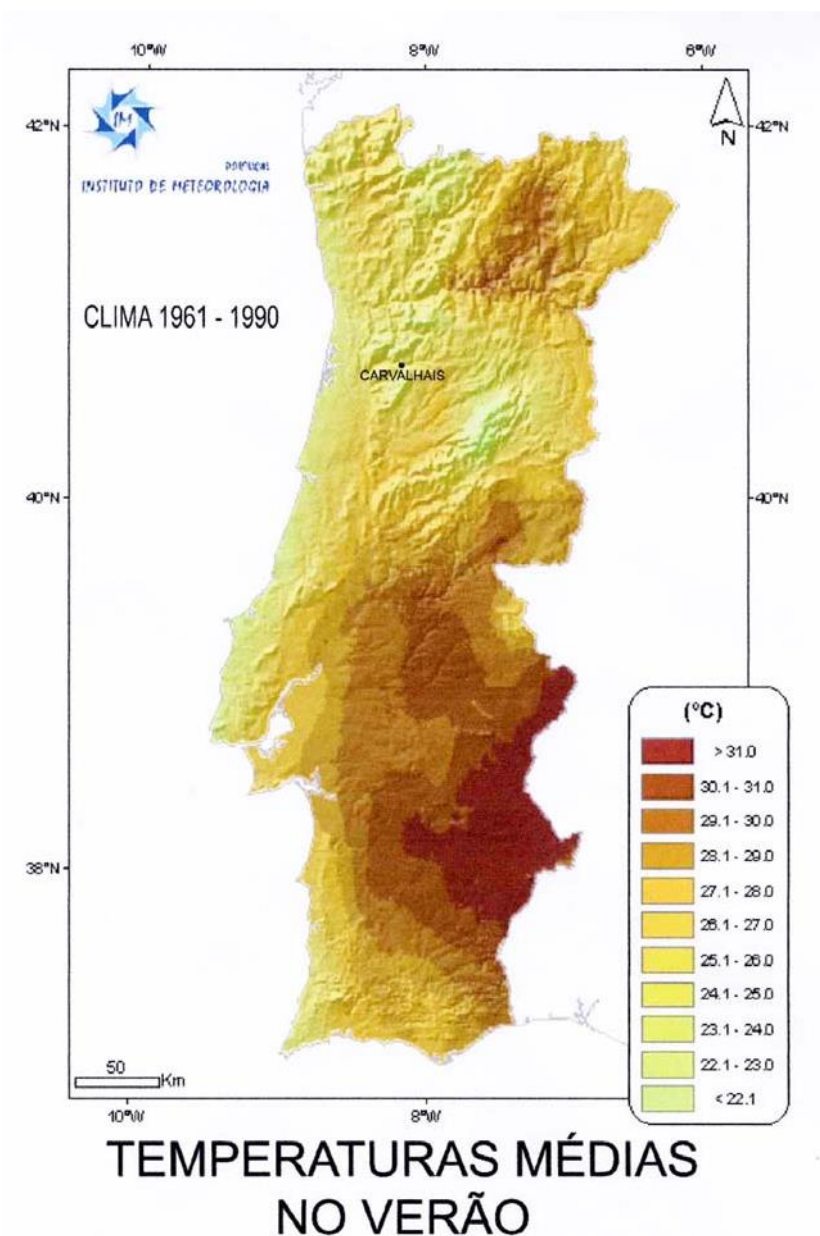 10°W 8°W 6°W
42°N 42°N
IM
N
PORTUGAL
INSTITUTO DE METEOROLOGIA
CLIMA 1961 - 1990
CARVALHAIS
40°N 40°N
38°N
(°C)
> 31.0
30.1 - 31.0
29.1 - 30.0
28.1 - 29.0
27.1 - 28.0
26.1 - 27.0
25.1 - 26.0
24.1 - 25.0
23.1 - 24.0
22.1 - 23.0
< 22.1
50
Km
10°W 8°W
TEMPERATURAS MÉDIAS
NO VERÃO